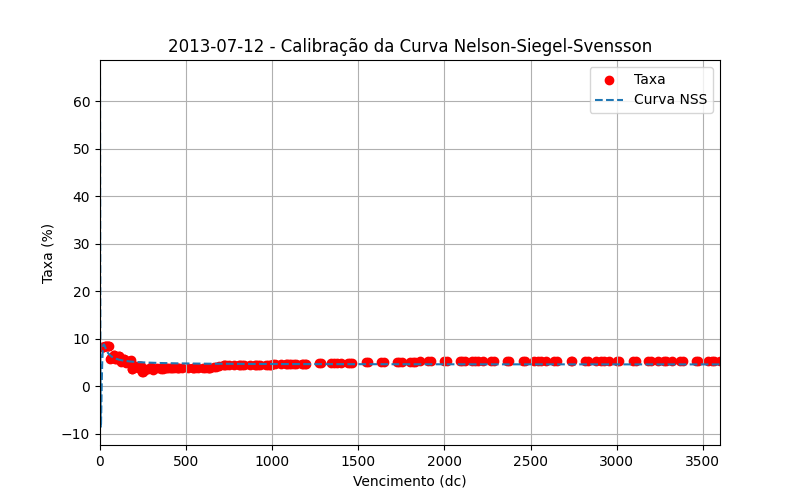 2013-07-12 - Calibração da Curva Nelson-Siegel-Svensson
Taxa
Curva NSS
Taxa (%)
60
50
40
30
20
10
0
−10
0 500 1000 1500 2000 2500 3000 3500
Vencimento (dc)